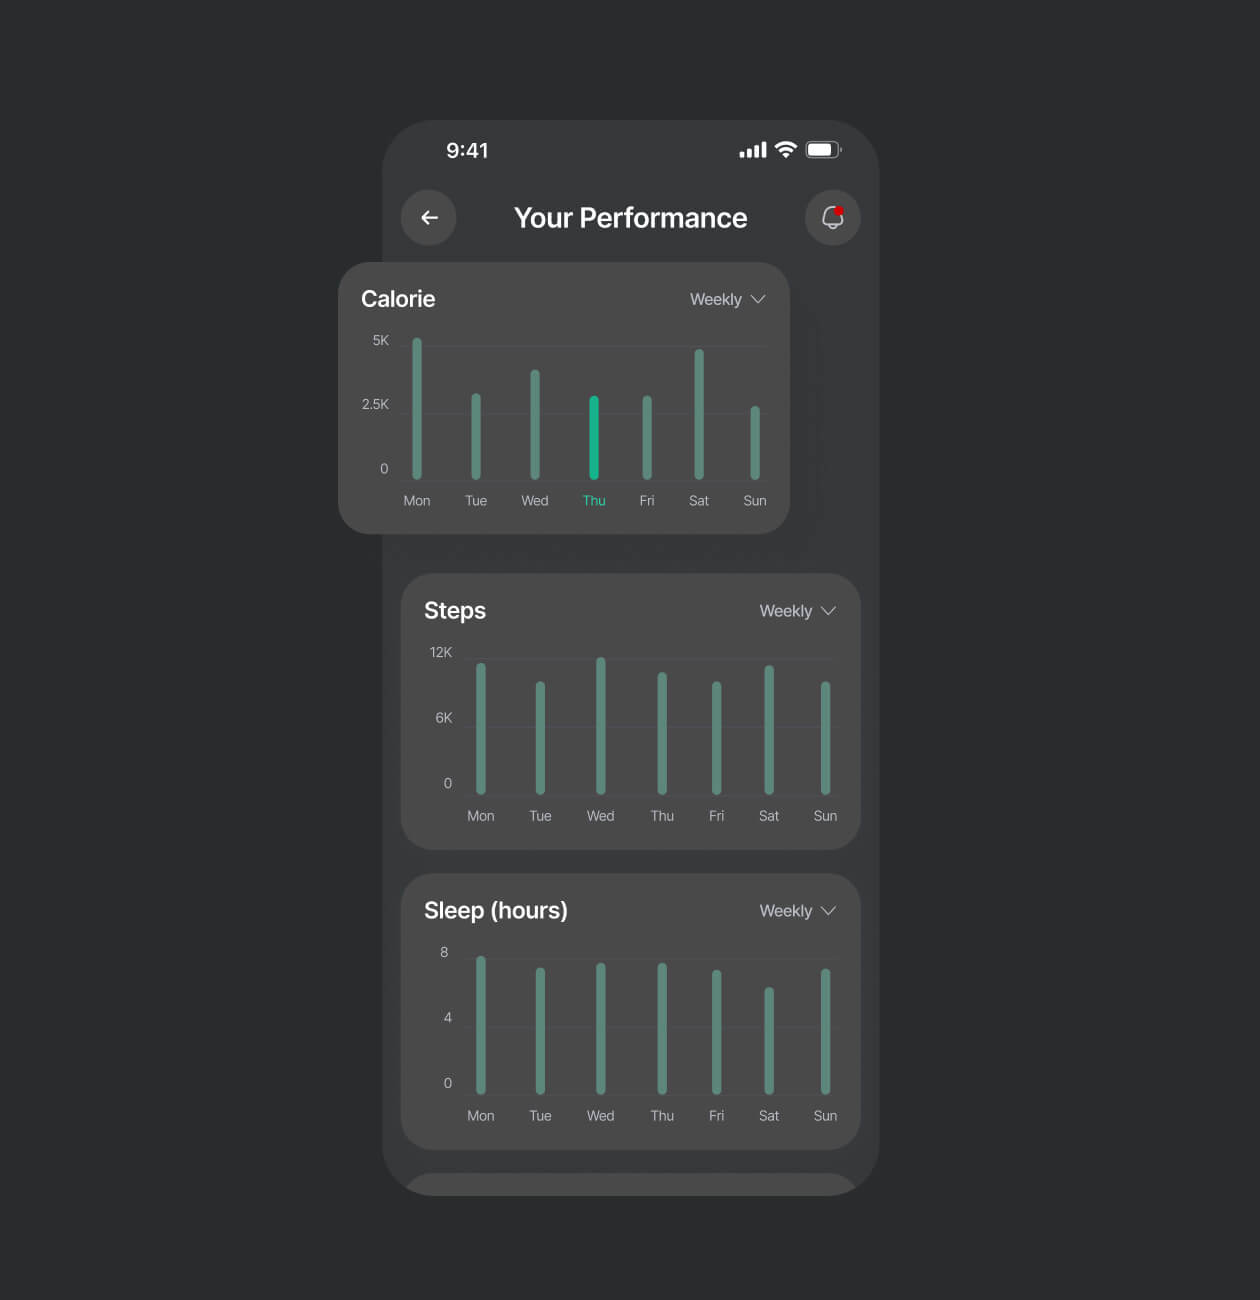 9:41
Your Performance
Calorie Weekly
5K
2.5K
0
Mon Tue Wed Thu Fri Sat Sun
Steps Weekly
12K
6K
0
Mon Tue Wed Thu Fri Sat Sun
Sleep (hours) Weekly
8
4
0
Mon Tue Wed Thu Fri Sat Sun